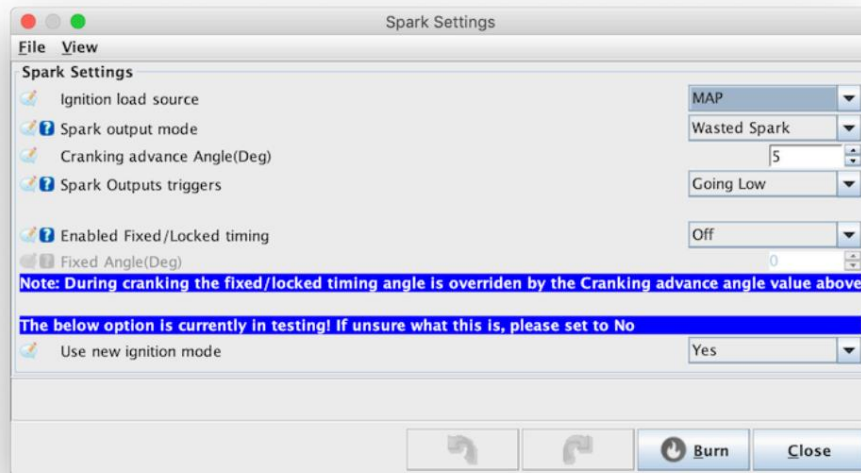 Spark Settings
File View
Spark Settings
Ignition load source MAP
? Spark output mode Wasted Spark
Cranking advance Angle(Deg) 5
? Spark Outputs triggers Going Low
? Enabled Fixed/Locked timing Off
? Fixed Angle(Deg) 0
Note: During cranking the fixed/locked timing angle is overriden by the Cranking advance angle value above
The below option is currently in testing! If unsure what this is, please set to No
Use new ignition mode Yes
Burn Close